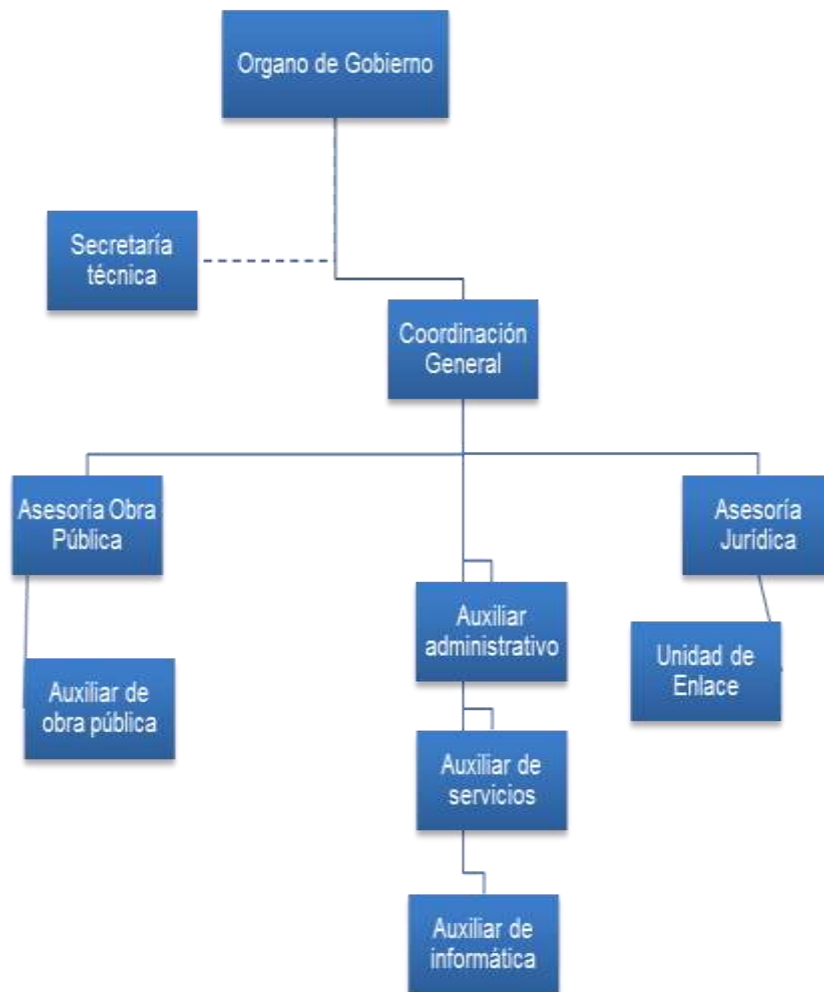 Organo de Gobierno
Secretaría
técnica
Coordinación
General
Asesoría Obra
Pública
Asesoría
Jurídica
Auxiliar
administrativo
Unidad de
Enlace
Auxiliar de
obra pública
Auxiliar de
servicios
Auxiliar de
informática